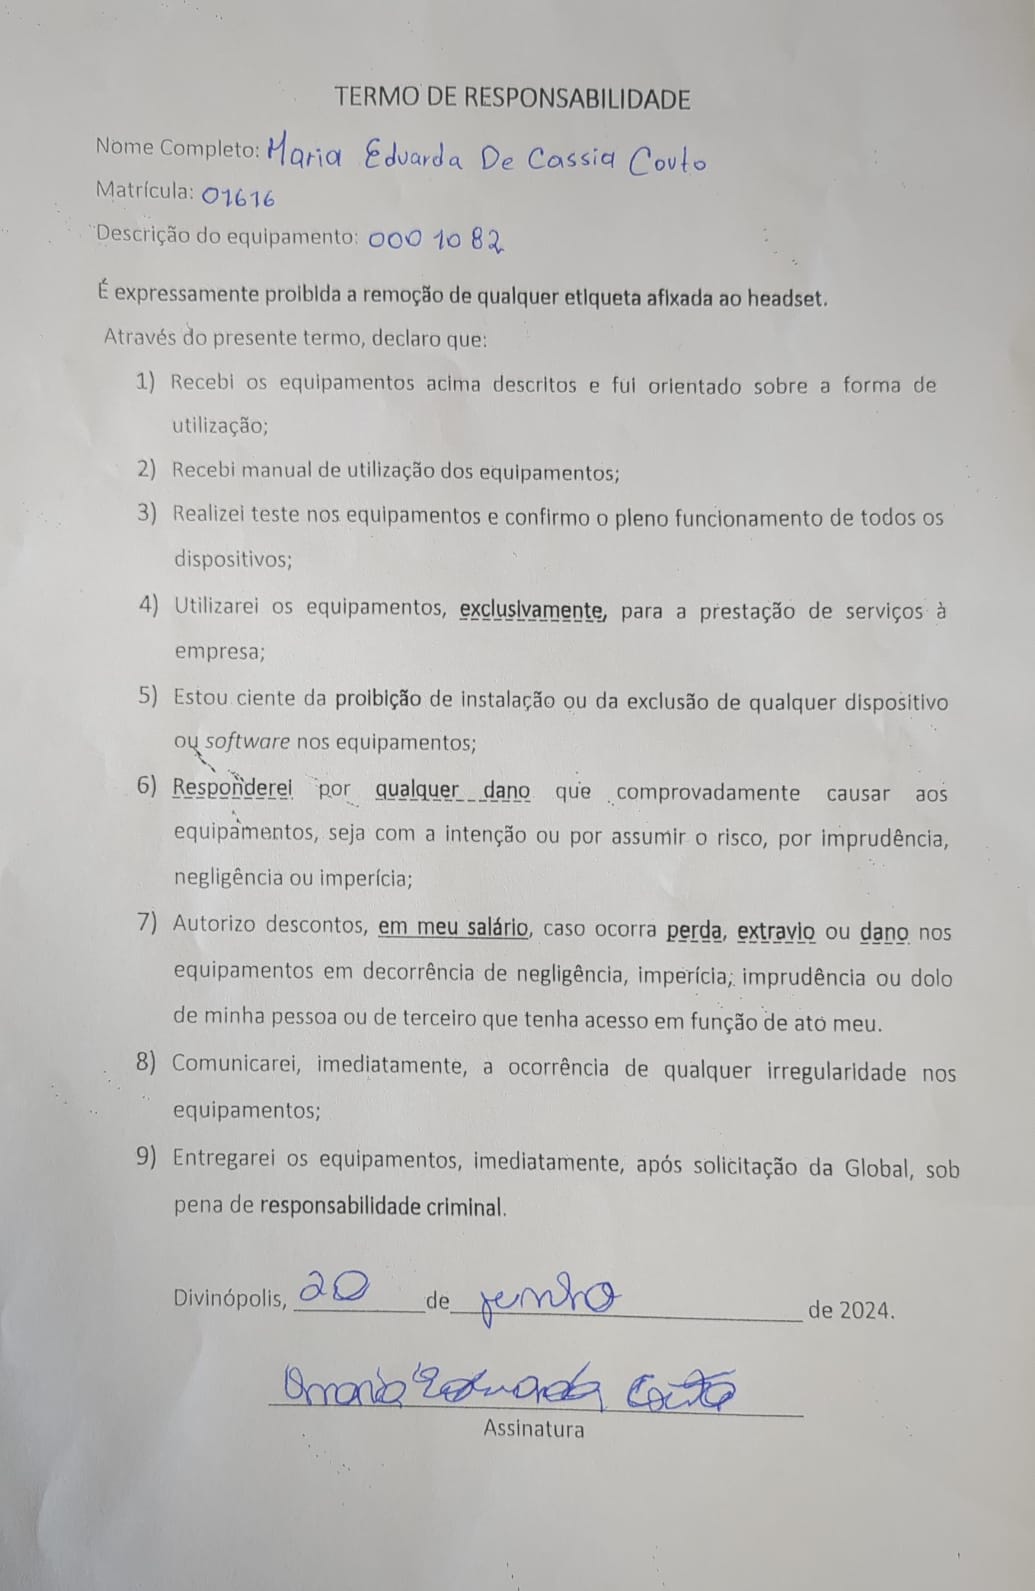 TERMO DE RESPONSABILIDADE
Nome Completo: Maria Eduarda De Cassia Couto
Matrícula: 01616
Descrição do equipamento: 000 10 82
É expressamente proibida a remoção de qualquer etiqueta afixada ao headset.
Através do presente termo, declaro que:
1) Recebi os equipamentos acima descritos e fui orientado sobre a forma de
utilização;
2) Recebi manual de utilização dos equipamentos;
3) Realizei teste nos equipamentos e confirmo o pleno funcionamento de todos os
dispositivos;
4) Utilizarei os equipamentos, exclusivamente, para a prestação de serviços à
empresa;
5) Estou ciente da proibição de instalação ou da exclusão de qualquer dispositivo
ou software nos equipamentos;
6) Responderei por qualquer dano que comprovadamente causar aos
equipamentos, seja com a intenção ou por assumir o risco, por imprudência,
negligência ou imperícia;
7) Autorizo descontos, em meu salário, caso ocorra perda, extravio ou dano nos
equipamentos em decorrência de negligência, imperícia, imprudência ou dolo
de minha pessoa ou de terceiro que tenha acesso em função de ato meu.
8) Comunicarei, imediatamente, a ocorrência de qualquer irregularidade nos
equipamentos;
9) Entregarei os equipamentos, imediatamente, após solicitação da Global, sob
pena de responsabilidade criminal.
Divinópolis, 20 de junho de 2024.
Maria Eduarda Couto
Assinatura